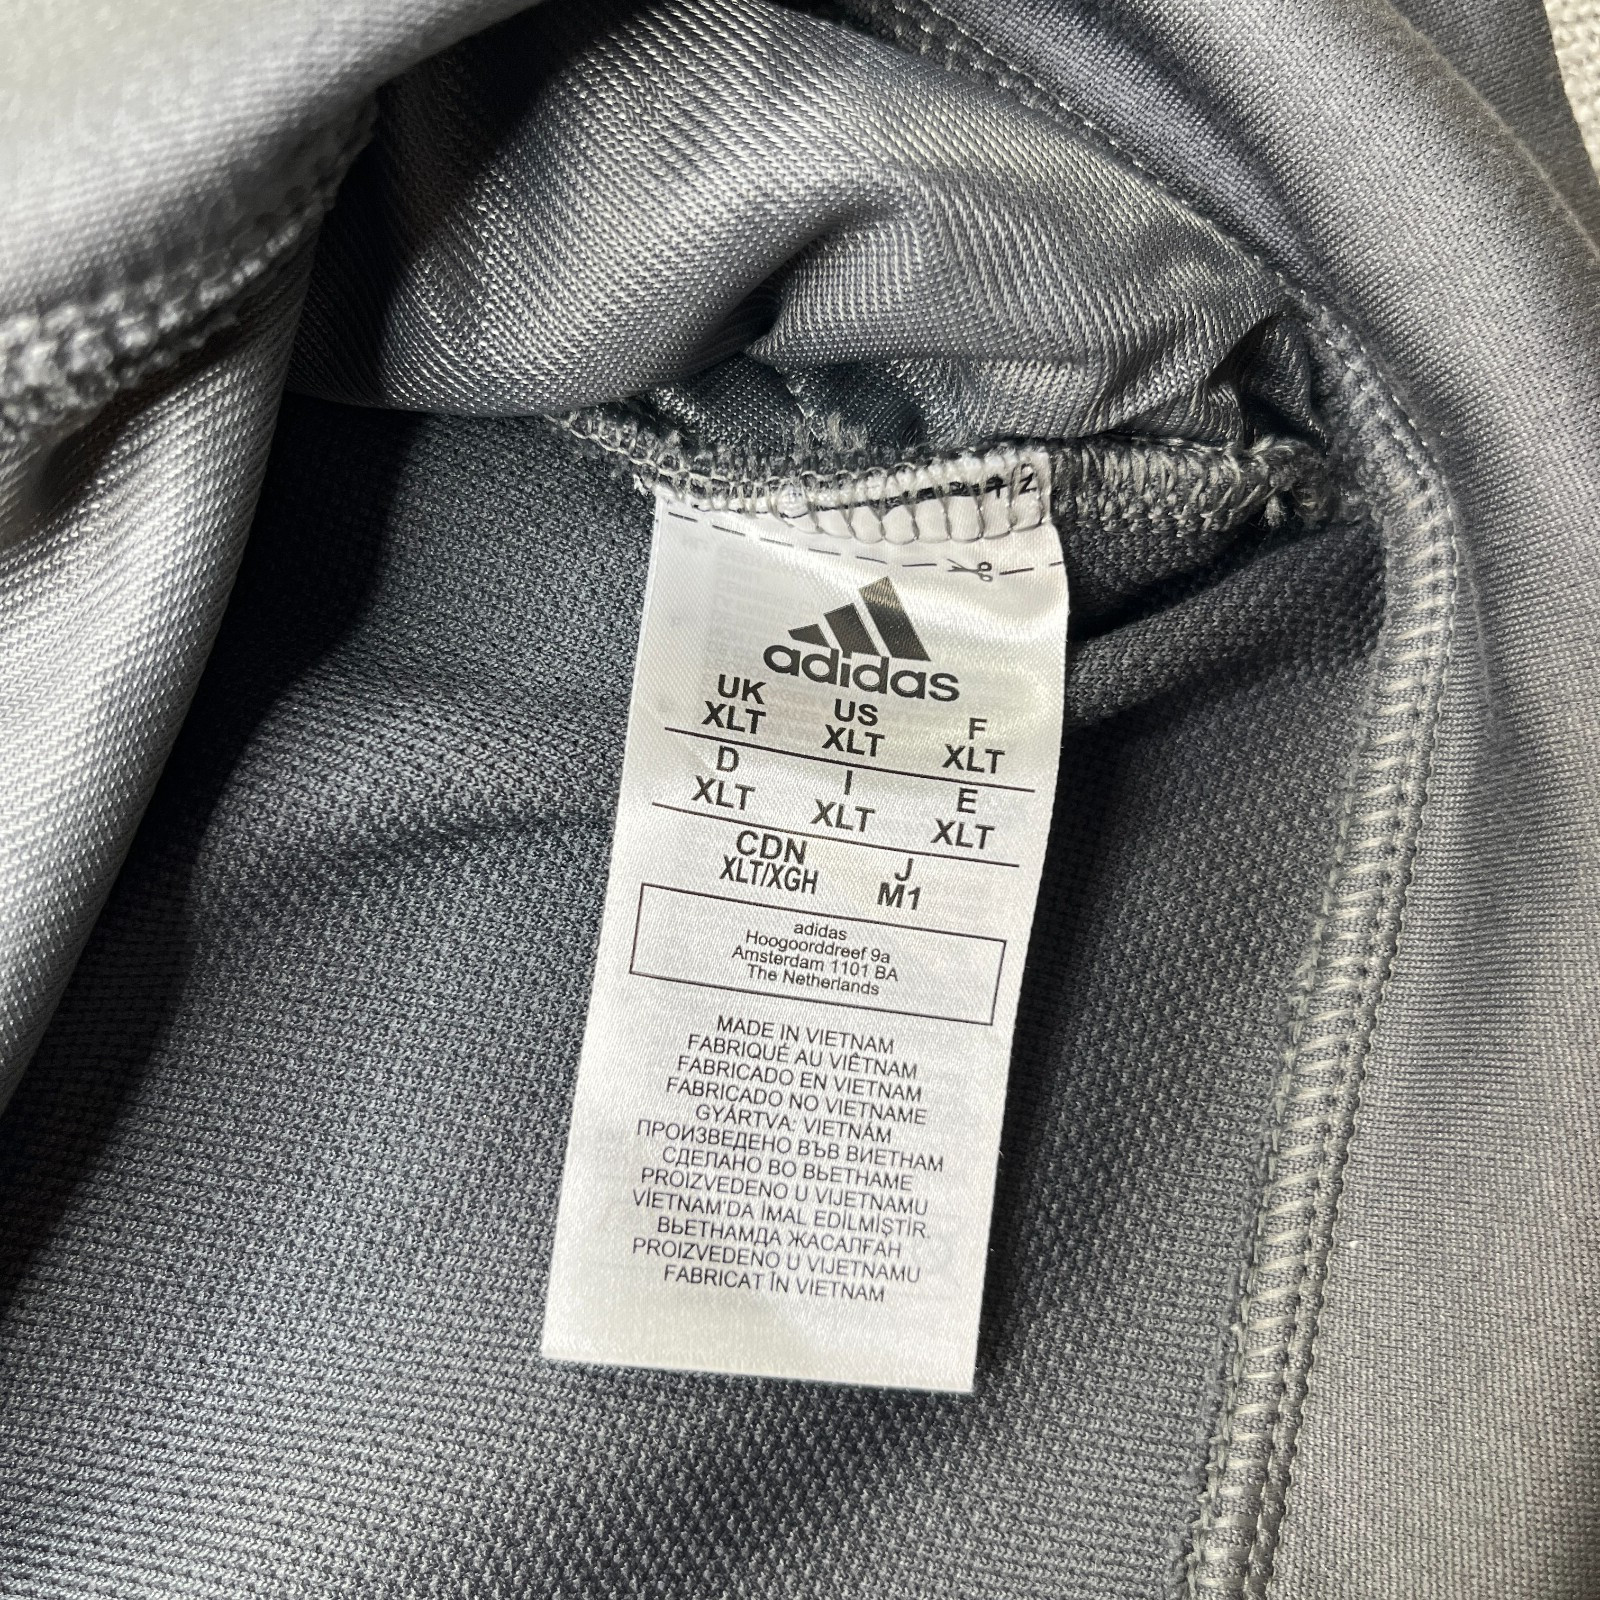 adidas
UK US F
XLT XLT XLT
D I E
XLT XLT XLT
CDN J
XLT/XGH M1
adidas
Hoogoorddreef 9a
Amsterdam 1101 BA
The Netherlands
MADE IN VIETNAM
FABRIQUÉ AU VIÊTNAM
FABRICADO EN VIETNAM
FABRICADO NO VIETNAME
GYÁRTVA: VIETNÁM
ПРОИЗВЕДЕНО ВЪВ ВИЕТНАМ
СДЕЛАНО ВО ВЬЕТНАМЕ
PROIZVEDENO U VIJETNAMU
VİETNAM'DA İMAL EDİLMİŞTİR.
ВЬЕТНАМДА ЖАСАЛҒАН
PROIZVEDENO U VIJETNAMU
FABRICAT ÎN VIETNAM